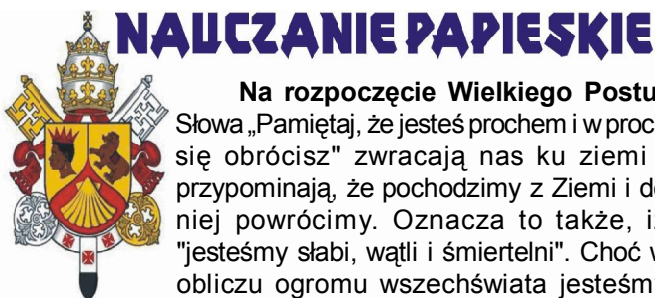 NAUCZANIE PAPIESKIE
Na rozpoczęcie Wielkiego Postu
Słowa „Pamiętaj, że jesteś prochem i w proc
się obrócisz" zwracają nas ku ziemi
przypominają, że pochodzimy z Ziemi i do
niej powrócimy. Oznacza to także, iż
"jesteśmy słabi, wątli i śmiertelni". Choć w
obliczu ogromu wszechświata jesteśmy